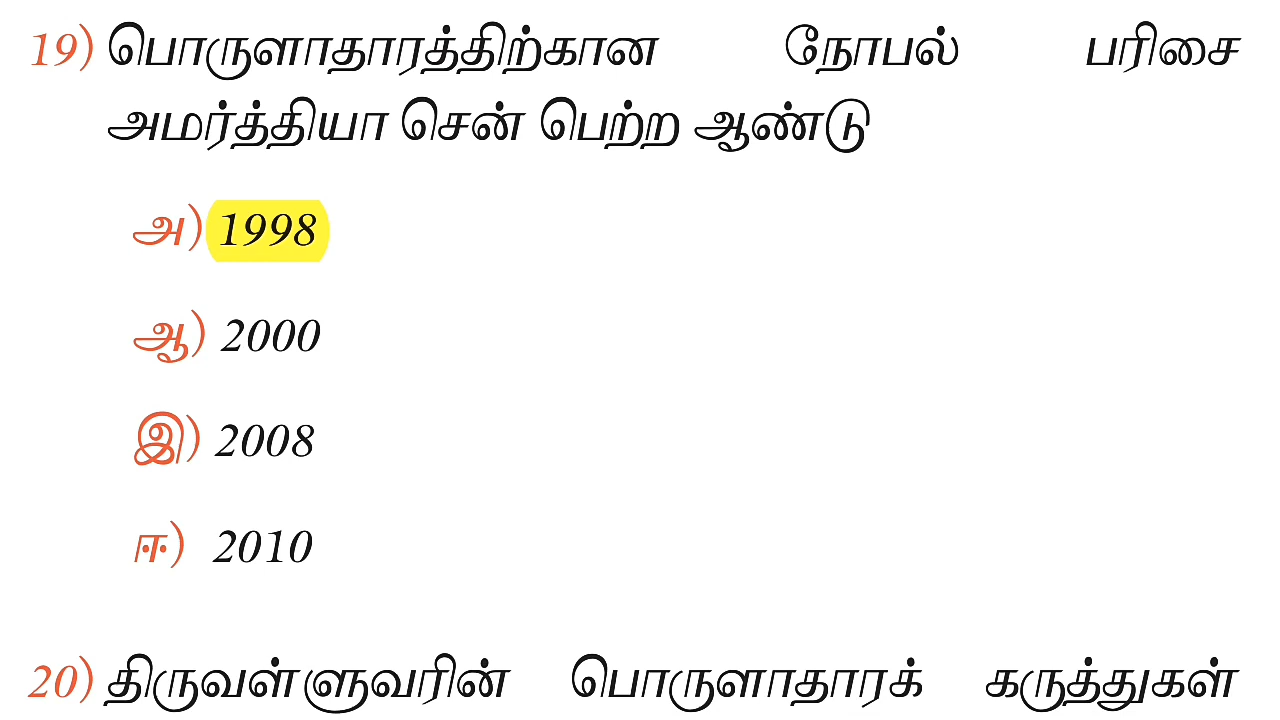 19) பொருளாதாரத்திற்கான நோபல் பரிசை
அமர்த்தியா சென் பெற்ற ஆண்டு
அ) 1998
ஆ) 2000
இ) 2008
ஈ) 2010
20) திருவள்ளுவரின் பொருளாதாரக் கருத்துகள்